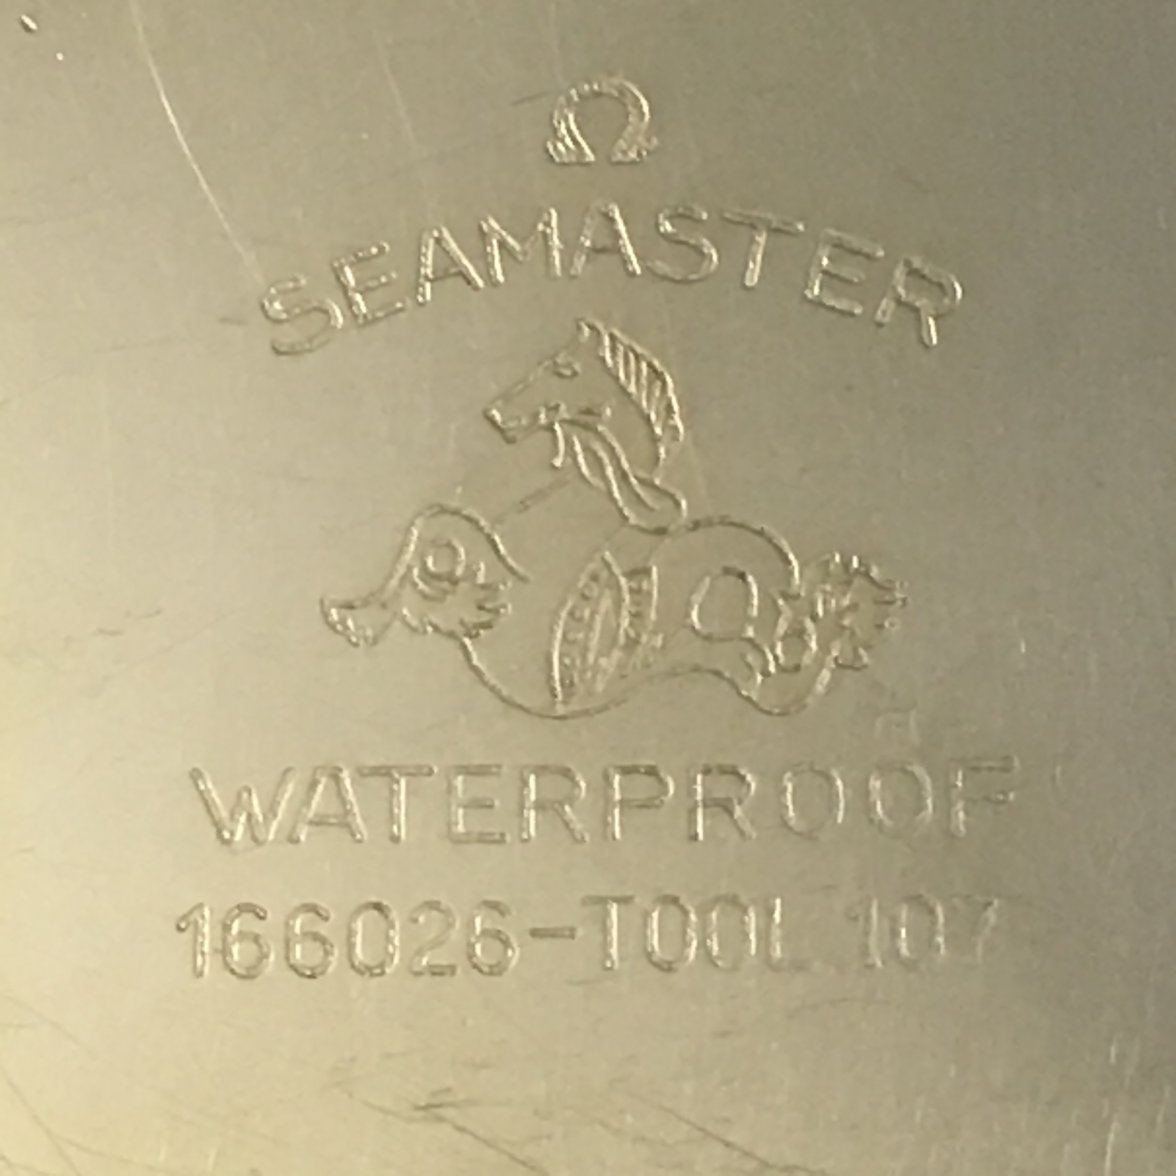 Ω
SEAMASTER
WATERPROOF
166026-TOOL 107